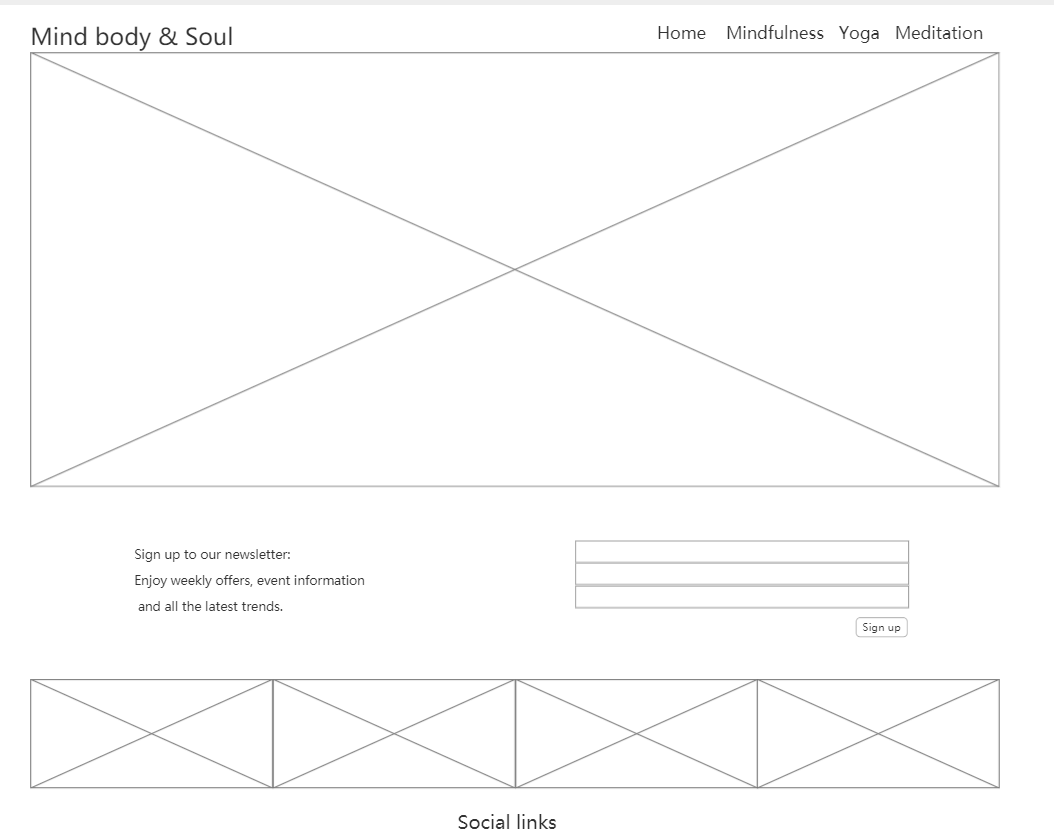 Mind body & Soul
Home Mindfulness Yoga Meditation
Sign up to our newsletter:
Enjoy weekly offers, event information
and all the latest trends.
Sign up
Social links